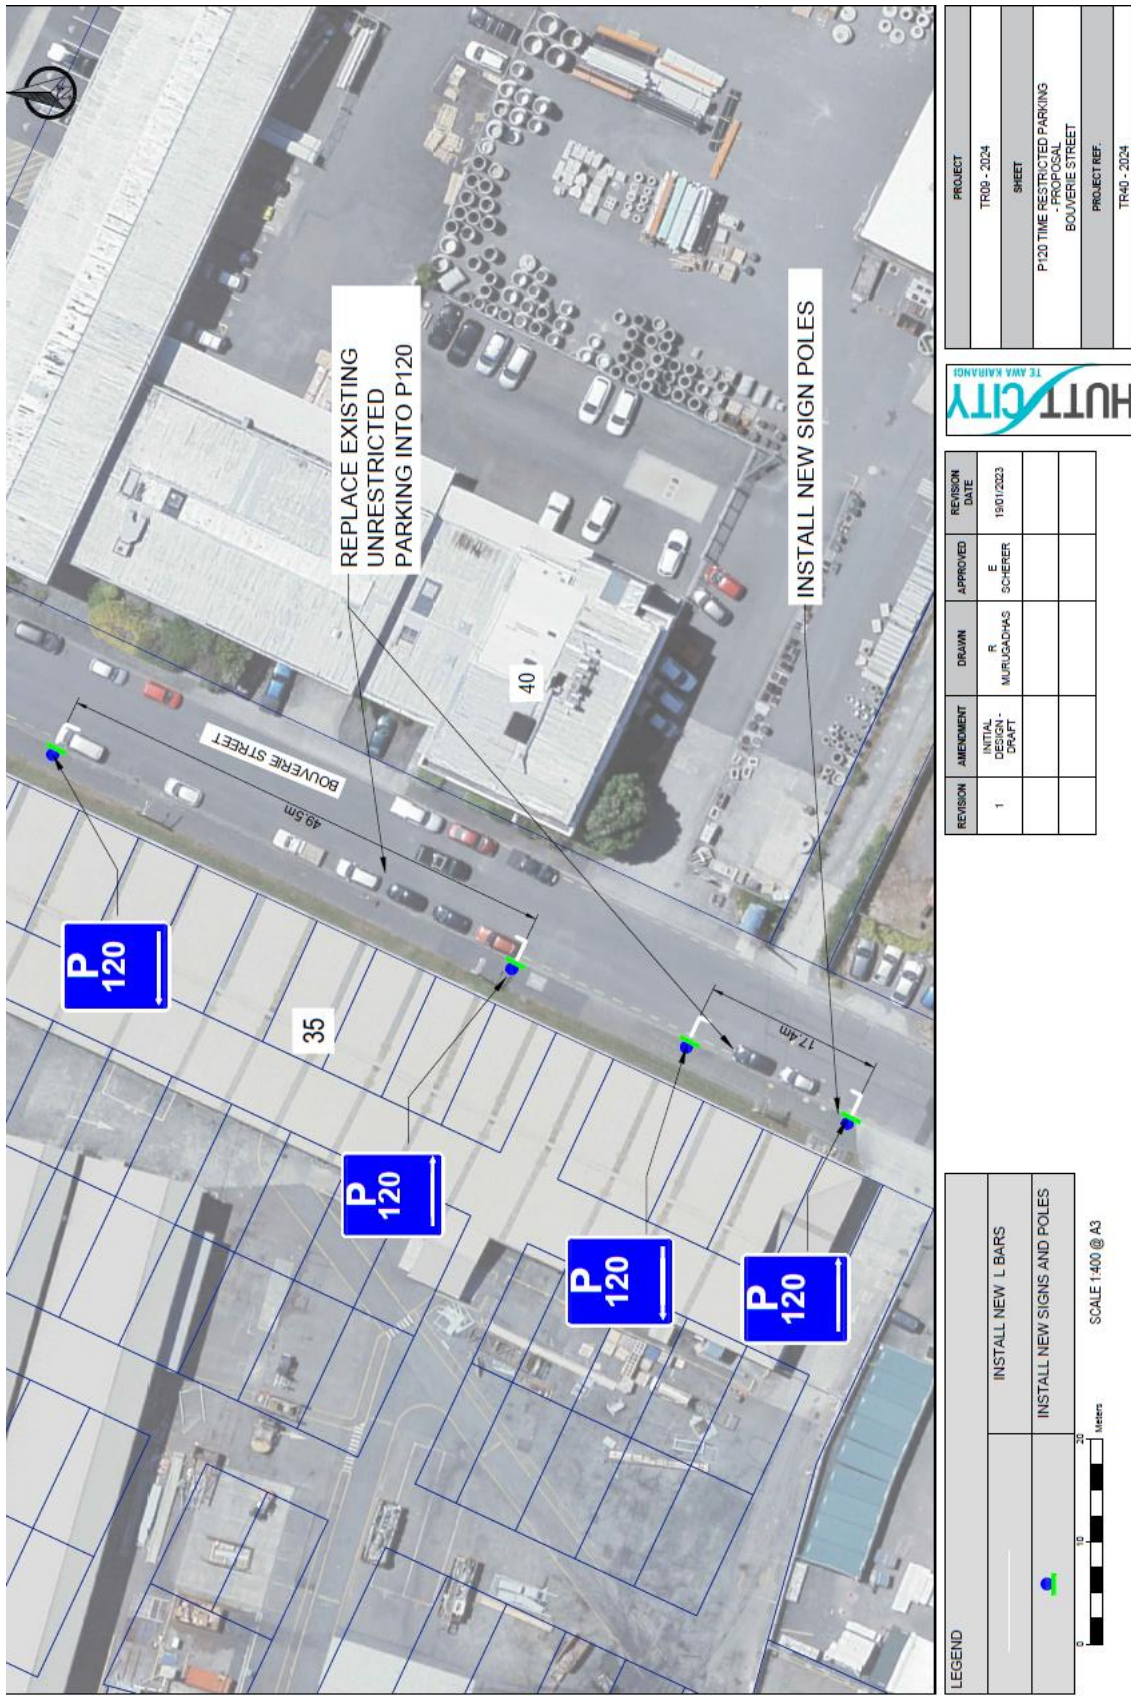 REPLACE EXISTING
UNRESTRICTED
PARKING INTO P120
INSTALL NEW SIGN POLES
BOUVERIE STREET
49.5m
17.4m
40
35
P
120
P
120
P
120
P
120
LEGEND
INSTALL NEW L BARS
INSTALL NEW SIGNS AND POLES
0
10
20
Meters
SCALE 1:400 @ A3
REVISION
AMENDMENT
DRAWN
APPROVED
REVISION
DATE
1
INITIAL
DESIGN -
DRAFT
R
MURUGADHAS
E
SCHERER
19/01/2023
HUTT CITY
TE AWA KAIRANGI
PROJECT
TR09 - 2024
SHEET
P120 TIME RESTRICTED PARKING
- PROPOSAL
BOUVERIE STREET
PROJECT REF.
TR40 - 2024